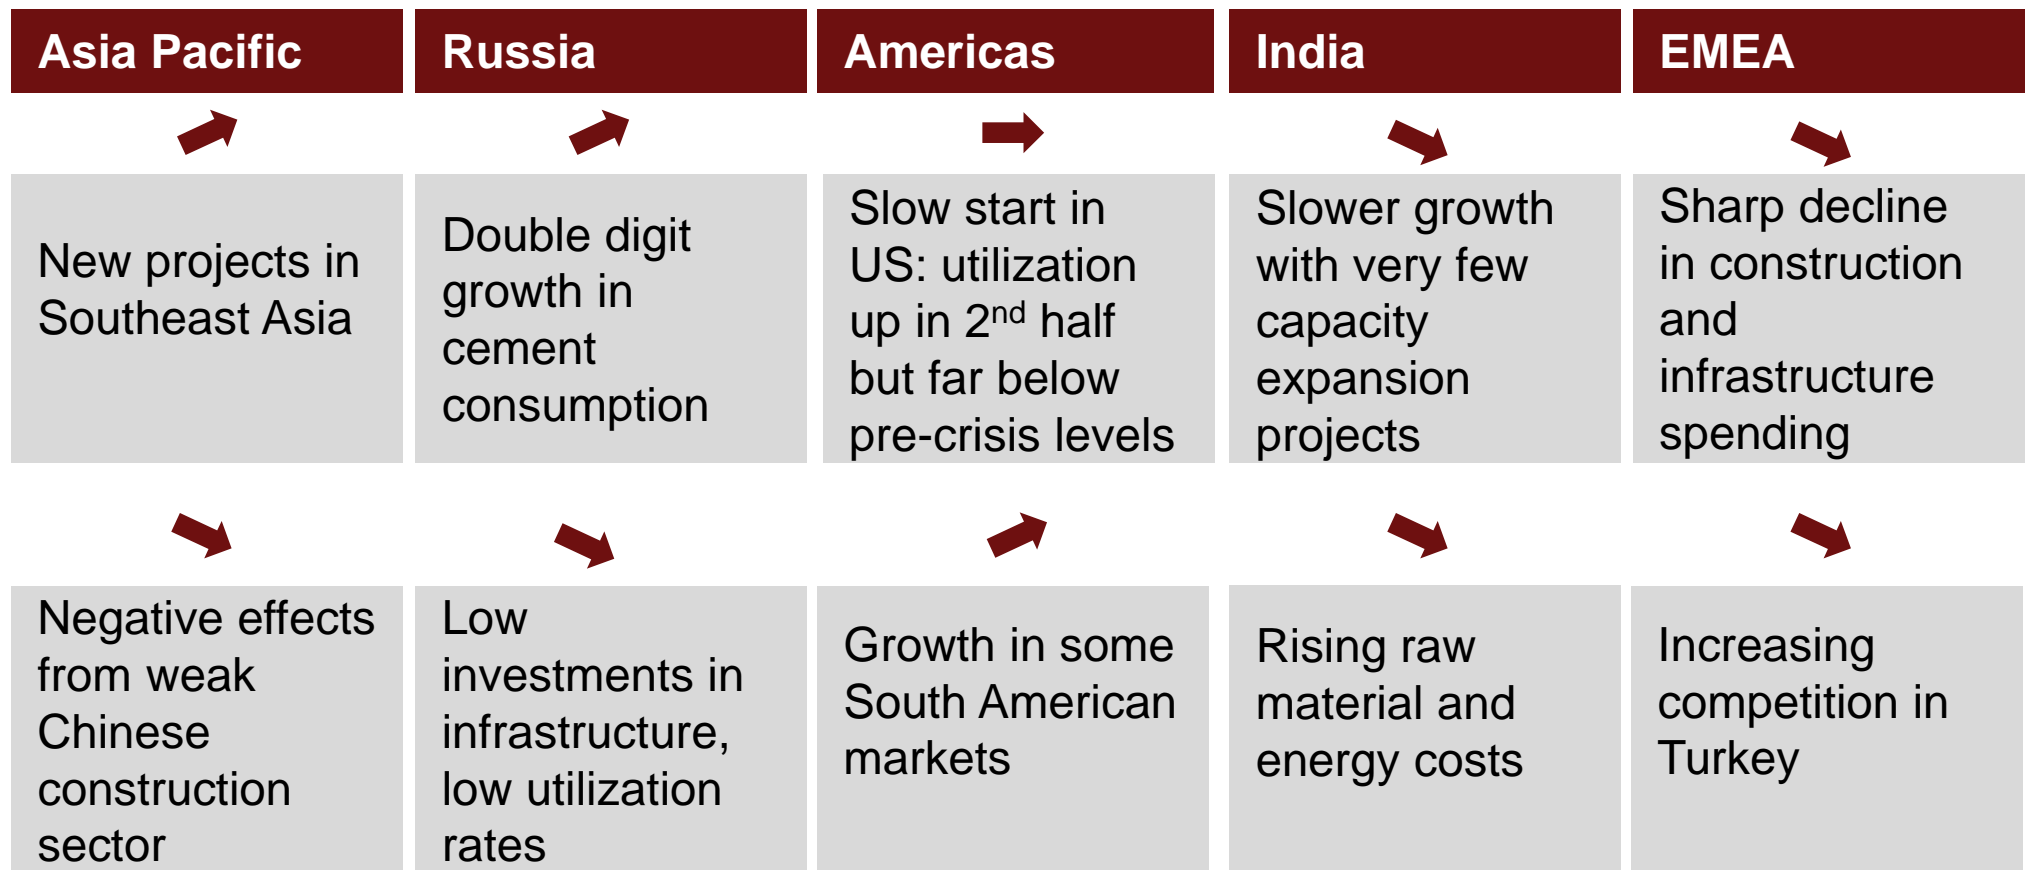 Asia Pacific
New projects in
Southeast Asia
Negative effects
from weak
Chinese
construction
sector
Russia
Double digit
growth in
cement
consumption
Low
investments in
infrastructure,
low utilization
rates
Americas
Slow start in
US: utilization
up in 2nd half
but far below
pre-crisis levels
Growth in some
South American
markets
India
Slower growth
with very few
capacity
expansion
projects
Rising raw
material and
energy costs
EMEA
Sharp decline
in construction
and
infrastructure
spending
Increasing
competition in
Turkey